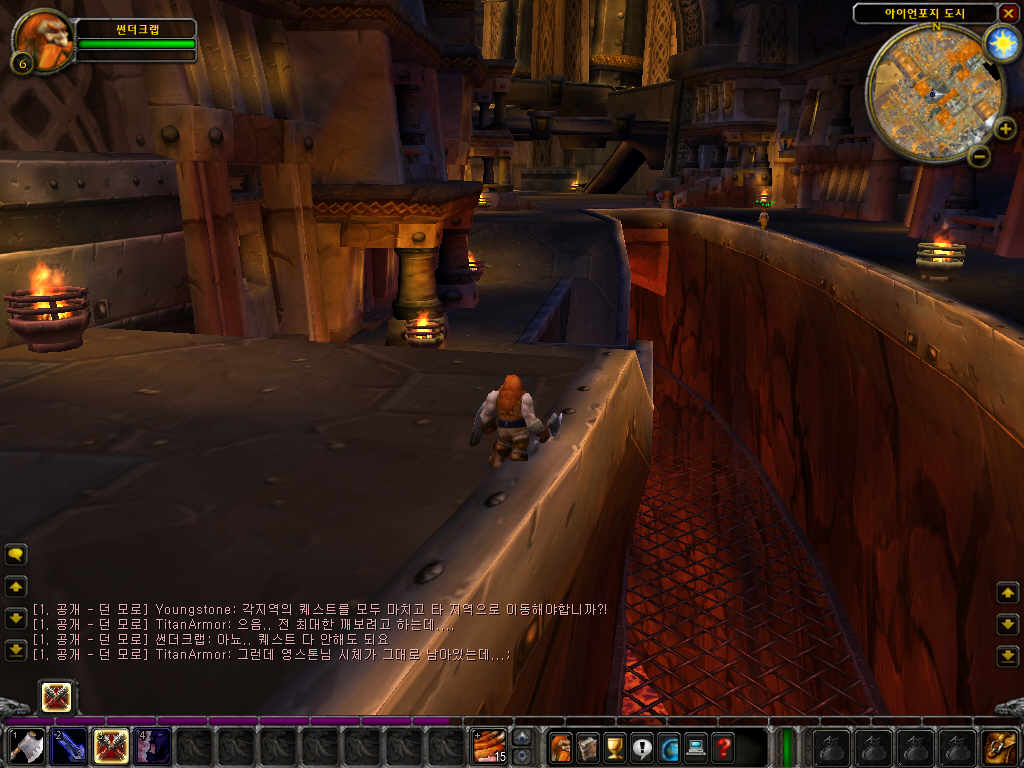 썬더크랩
6
아이언포지 도시
N
[1. 공개 - 던 모로] Youngstone: 각지역의 퀘스트를 모두 마치고 타 지역으로 이동해야합니까?!
[1. 공개 - 던 모로] TitanArmor: 으음.. 전 최대한 깨보려고 하는데....
[1. 공개 - 던 모로] 썬더크랩: 아뇨.. 퀘스트 다 안해도 되요
[1. 공개 - 던 모로] TitanArmor: 그런데 영스톤님 시체가 그대로 남아있는데...;
1
2
3
4
15